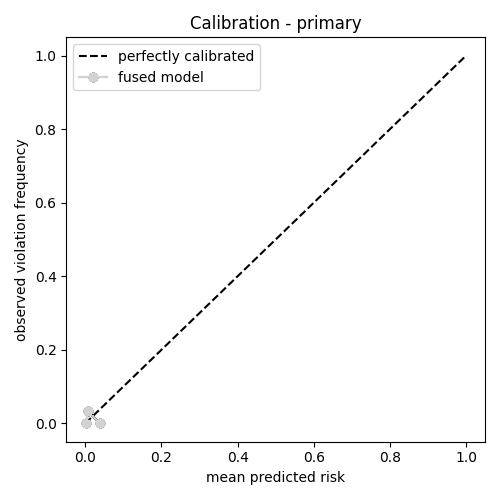 Calibration - primary
perfectly calibrated
fused model
observed violation frequency
1.0
0.8
0.6
0.4
0.2
0.0
0.0 0.2 0.4 0.6 0.8 1.0
mean predicted risk